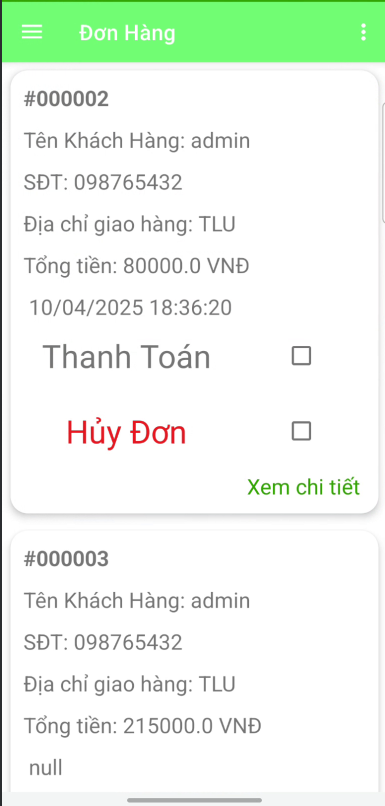 Đơn Hàng
#000002
Tên Khách Hàng: admin
SĐT: 098765432
Địa chỉ giao hàng: TLU
Tổng tiền: 80000.0 VNĐ
10/04/2025 18:36:20
Thanh Toán
Hủy Đơn
Xem chi tiết
#000003
Tên Khách Hàng: admin
SĐT: 098765432
Địa chỉ giao hàng: TLU
Tổng tiền: 215000.0 VNĐ
null